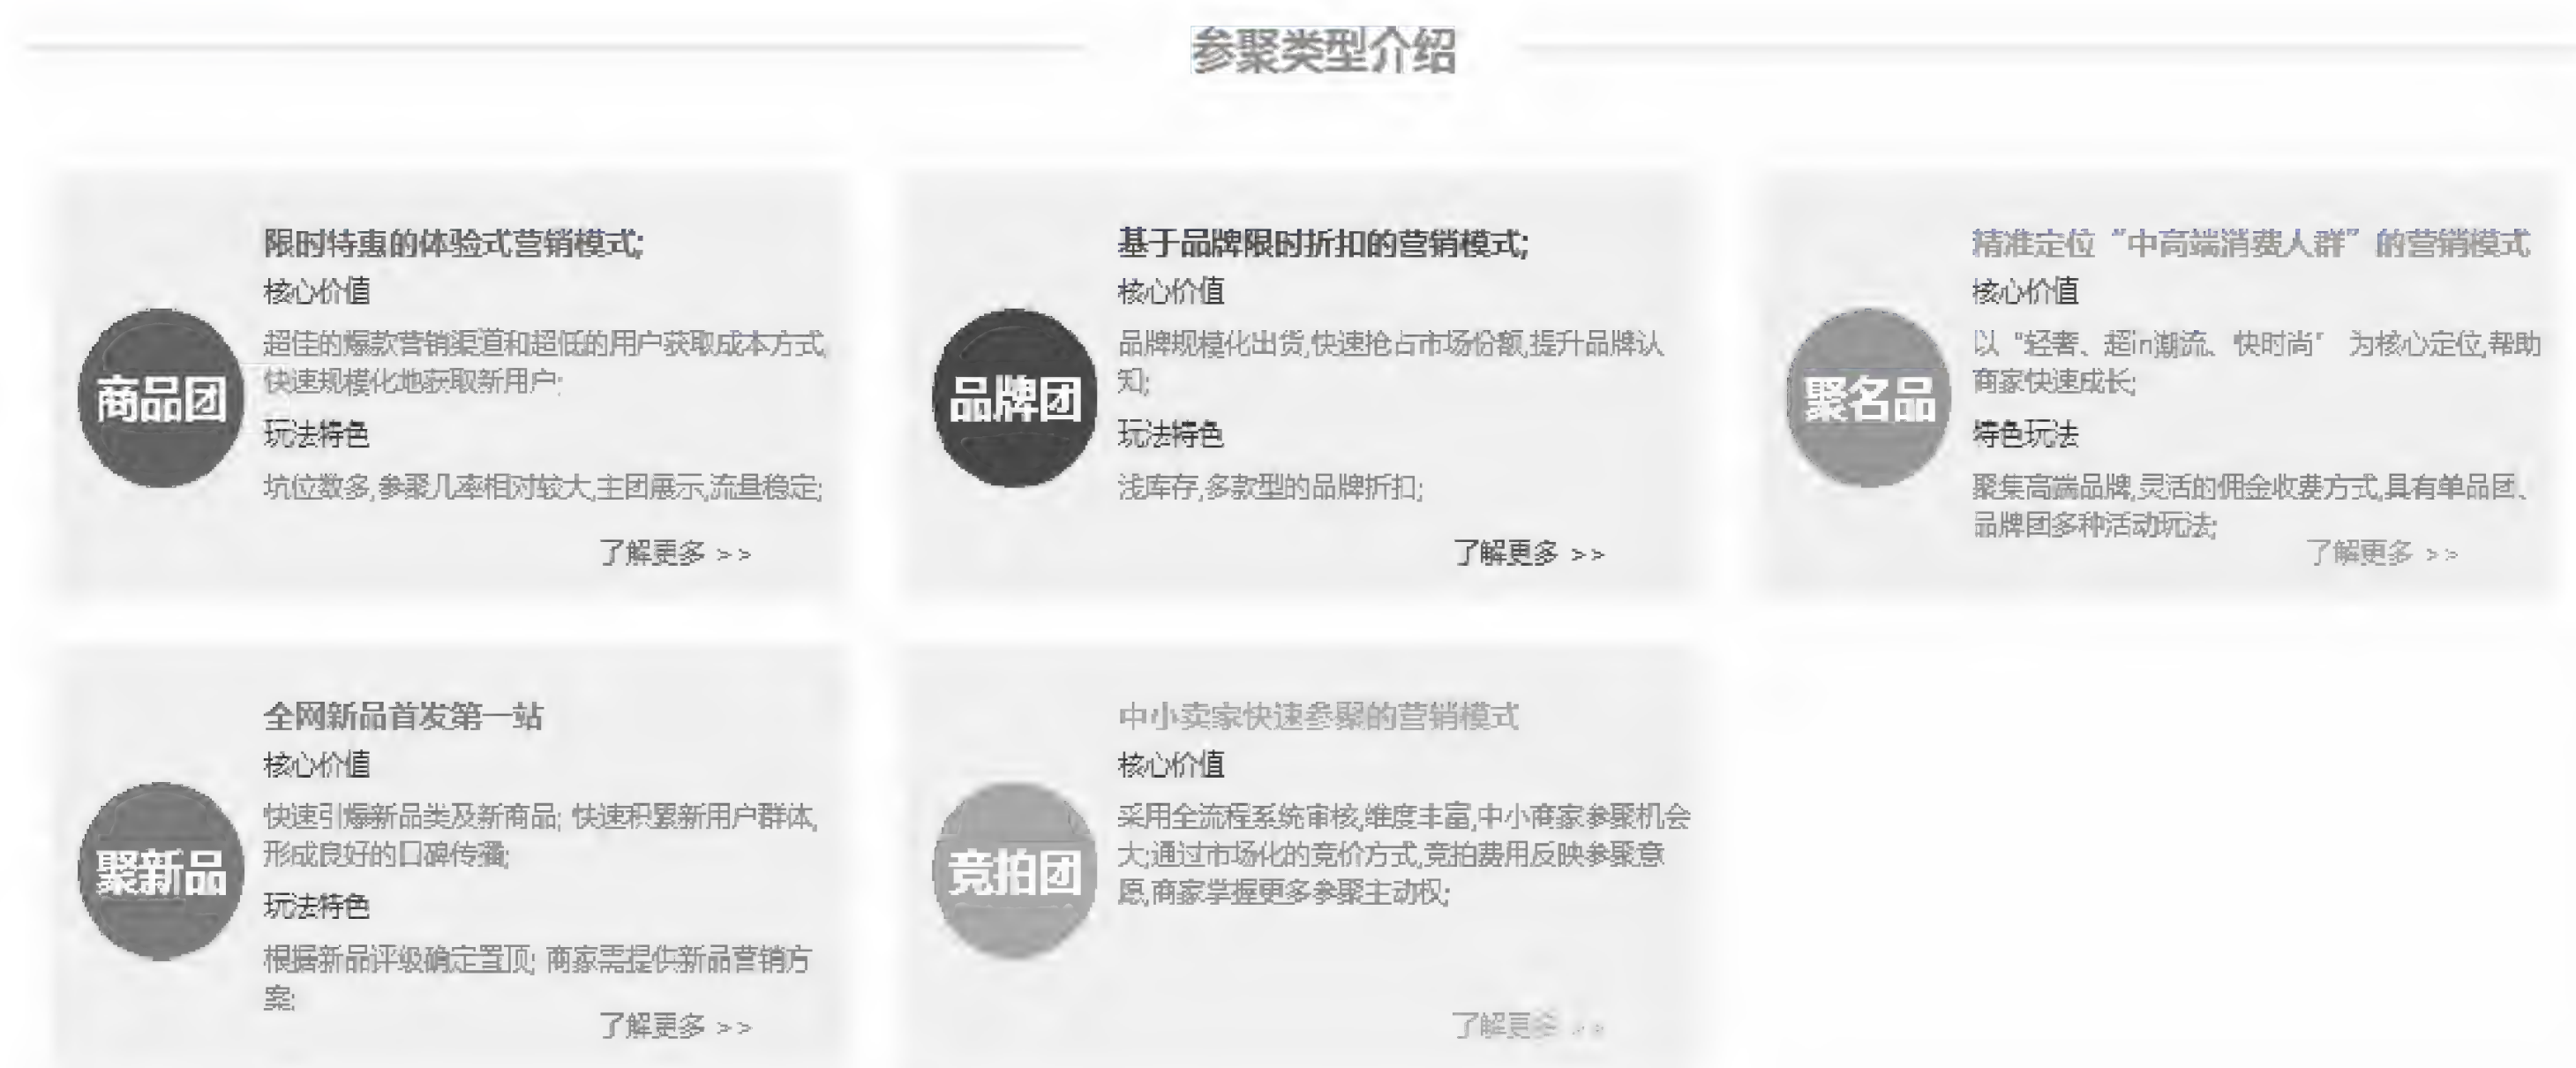 参聚类型介绍
商品团
限时特惠的体验式营销模式;
核心价值
超佳的爆款营销渠道和超低的用户获取成本方式,
快速规模化地获取新用户;
玩法特色
坑位数多,参聚几率相对较大,主团展示,流量稳定;
了解更多 >>
品牌团
基于品牌限时折扣的营销模式;
核心价值
品牌规模化出货,快速抢占市场份额,提升品牌认
知;
玩法特色
浅库存,多款型的品牌折扣;
了解更多 >>
聚名品
精准定位“中高端消费人群”的营销模式
核心价值
以“轻奢、超in潮流、快时尚” 为核心定位,帮助
商家快速成长;
特色玩法
聚集高端品牌,灵活的佣金收费方式,具有单品团、
品牌团多种活动玩法;
了解更多 >>
聚新品
全网新品首发第一站
核心价值
快速引爆新品类及新商品; 快速积累新用户群体,
形成良好的口碑传播;
玩法特色
根据新品评级确定置顶; 商家需提供新品营销方
案;
了解更多 >>
竞拍团
中小卖家快速参聚的营销模式
核心价值
采用全流程系统审核,维度丰富,中小商家参聚机会
大;通过市场化的竞价方式,竞拍费用反映参聚意
愿,商家掌握更多参聚主动权;
了解更多 >>